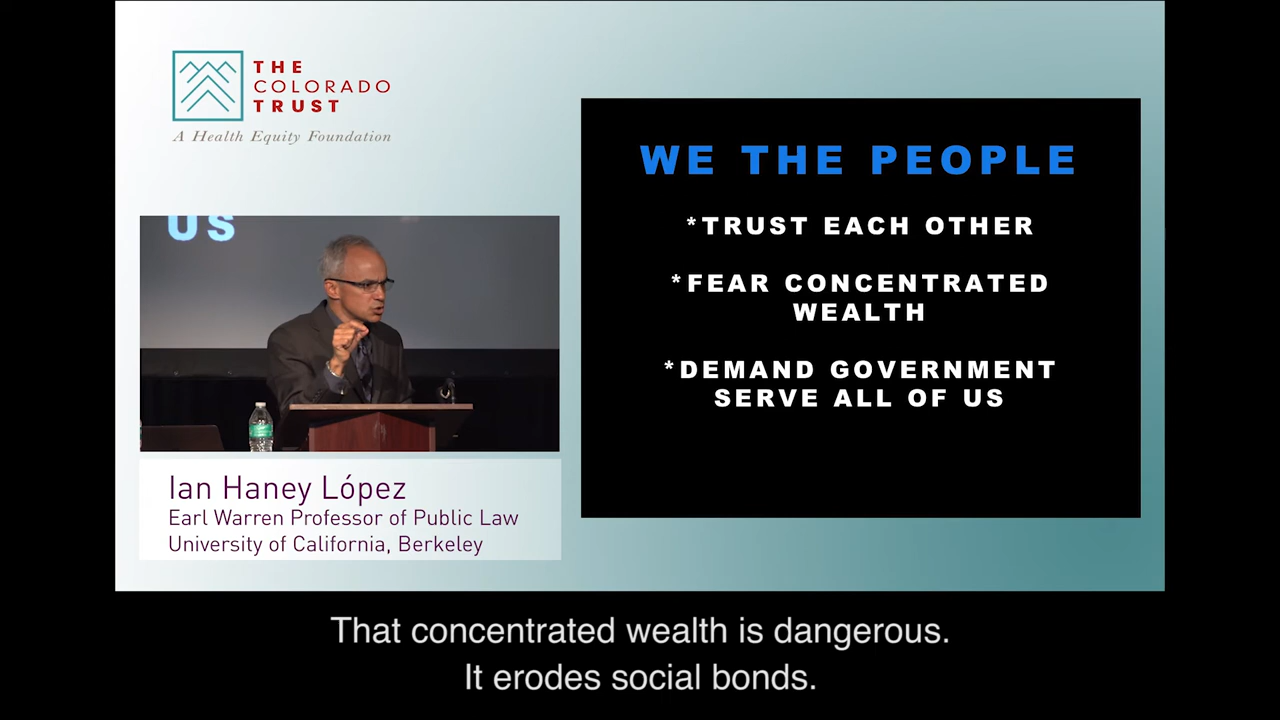 THE
COLORADO
TRUST
A Health Equity Foundation
WE THE PEOPLE
*TRUST EACH OTHER
*FEAR CONCENTRATED
WEALTH
*DEMAND GOVERNMENT
SERVE ALL OF US
US
Ian Haney López
Earl Warren Professor of Public Law
University of California, Berkeley
That concentrated wealth is dangerous.
It erodes social bonds.